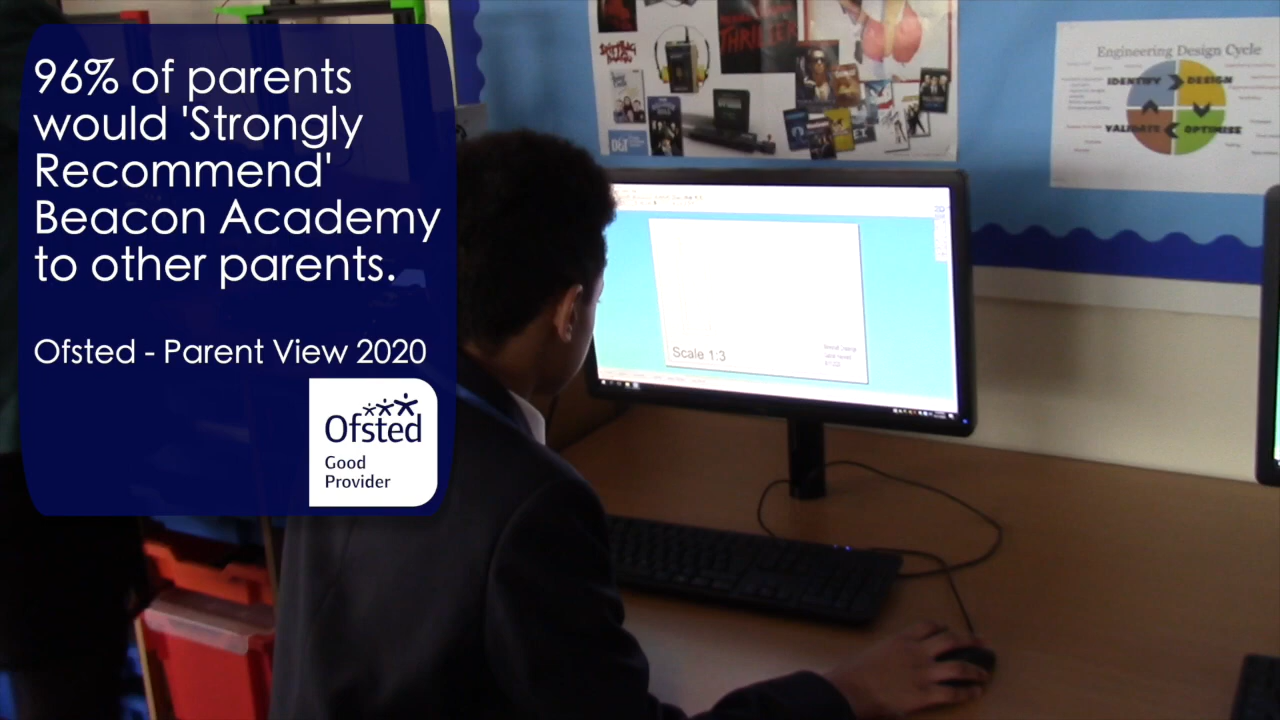 96% of parents
would 'Strongly
Recommend'
Beacon Academy
to other parents.
Ofsted - Parent View 2020
Ofsted
Good
Provider
THRILLER
Engineering Design Cycle
IDENTIFY
DESIGN
VALIDATE
OPTIMISE
Scale 1:3